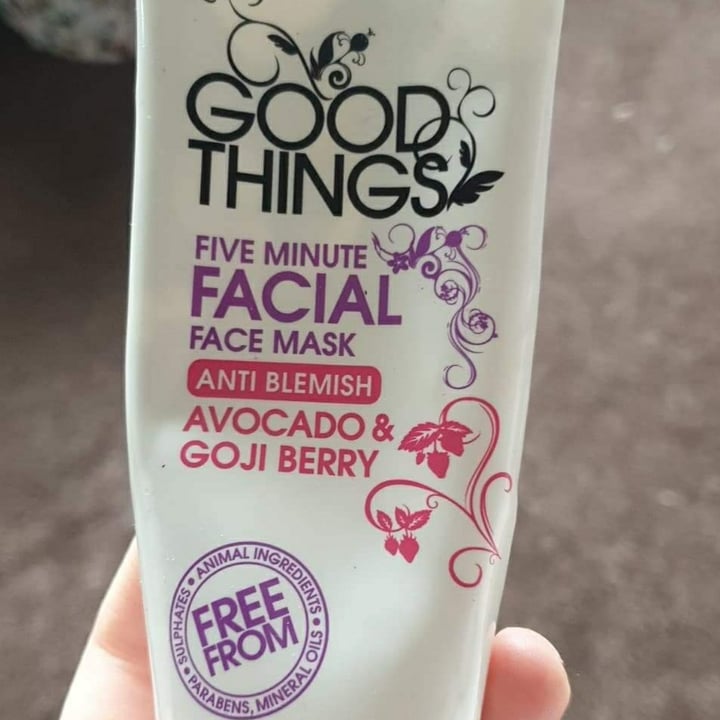 GOOD
THINGS
FIVE MINUTE
FACIAL
FACE MASK
ANTI BLEMISH
AVOCADO &
GOJI BERRY
FREE
FROM
SULPHATES • ANIMAL INGREDIENTS • PARABENS, MINERAL OILS •